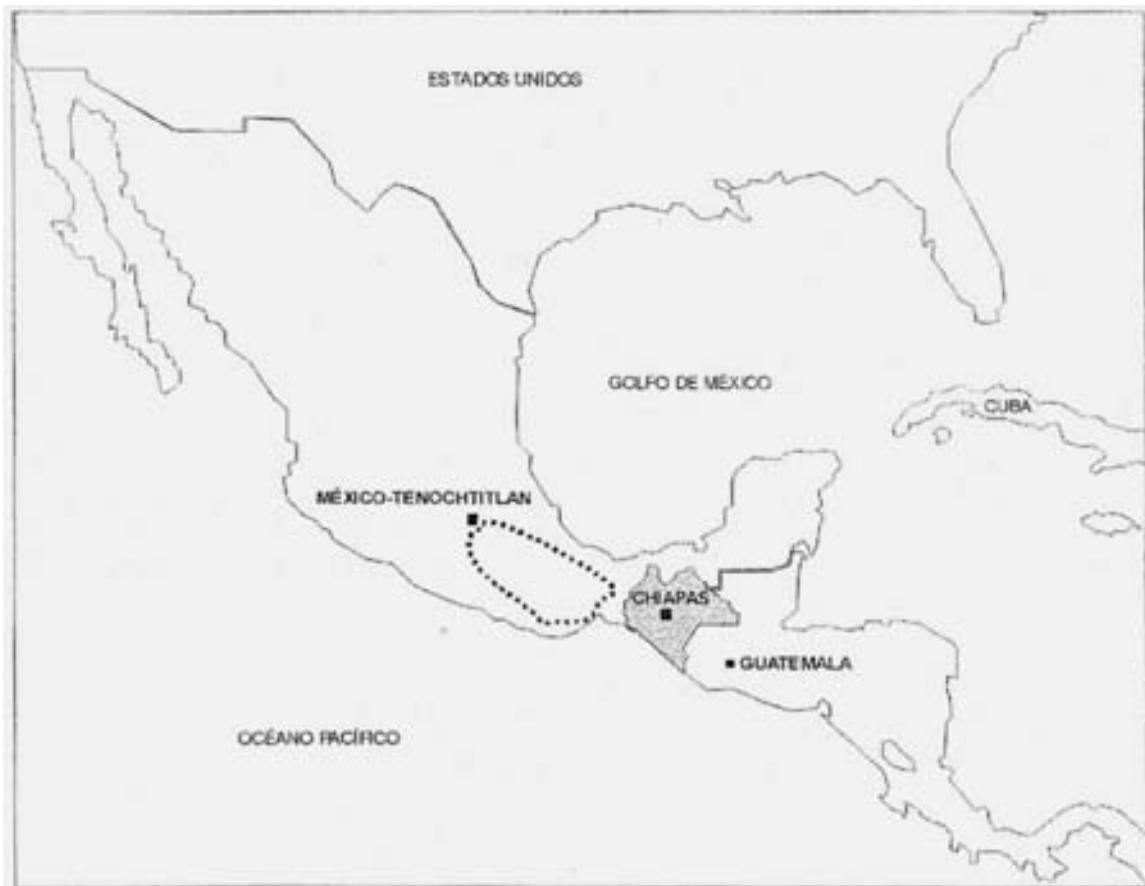 ESTADOS UNIDOS
GOLFO DE MÉXICO
CUBA
MÉXICO-TENOCHTITLAN
CHIAPAS
GUATEMALA
OCÉANO PACÍFICO